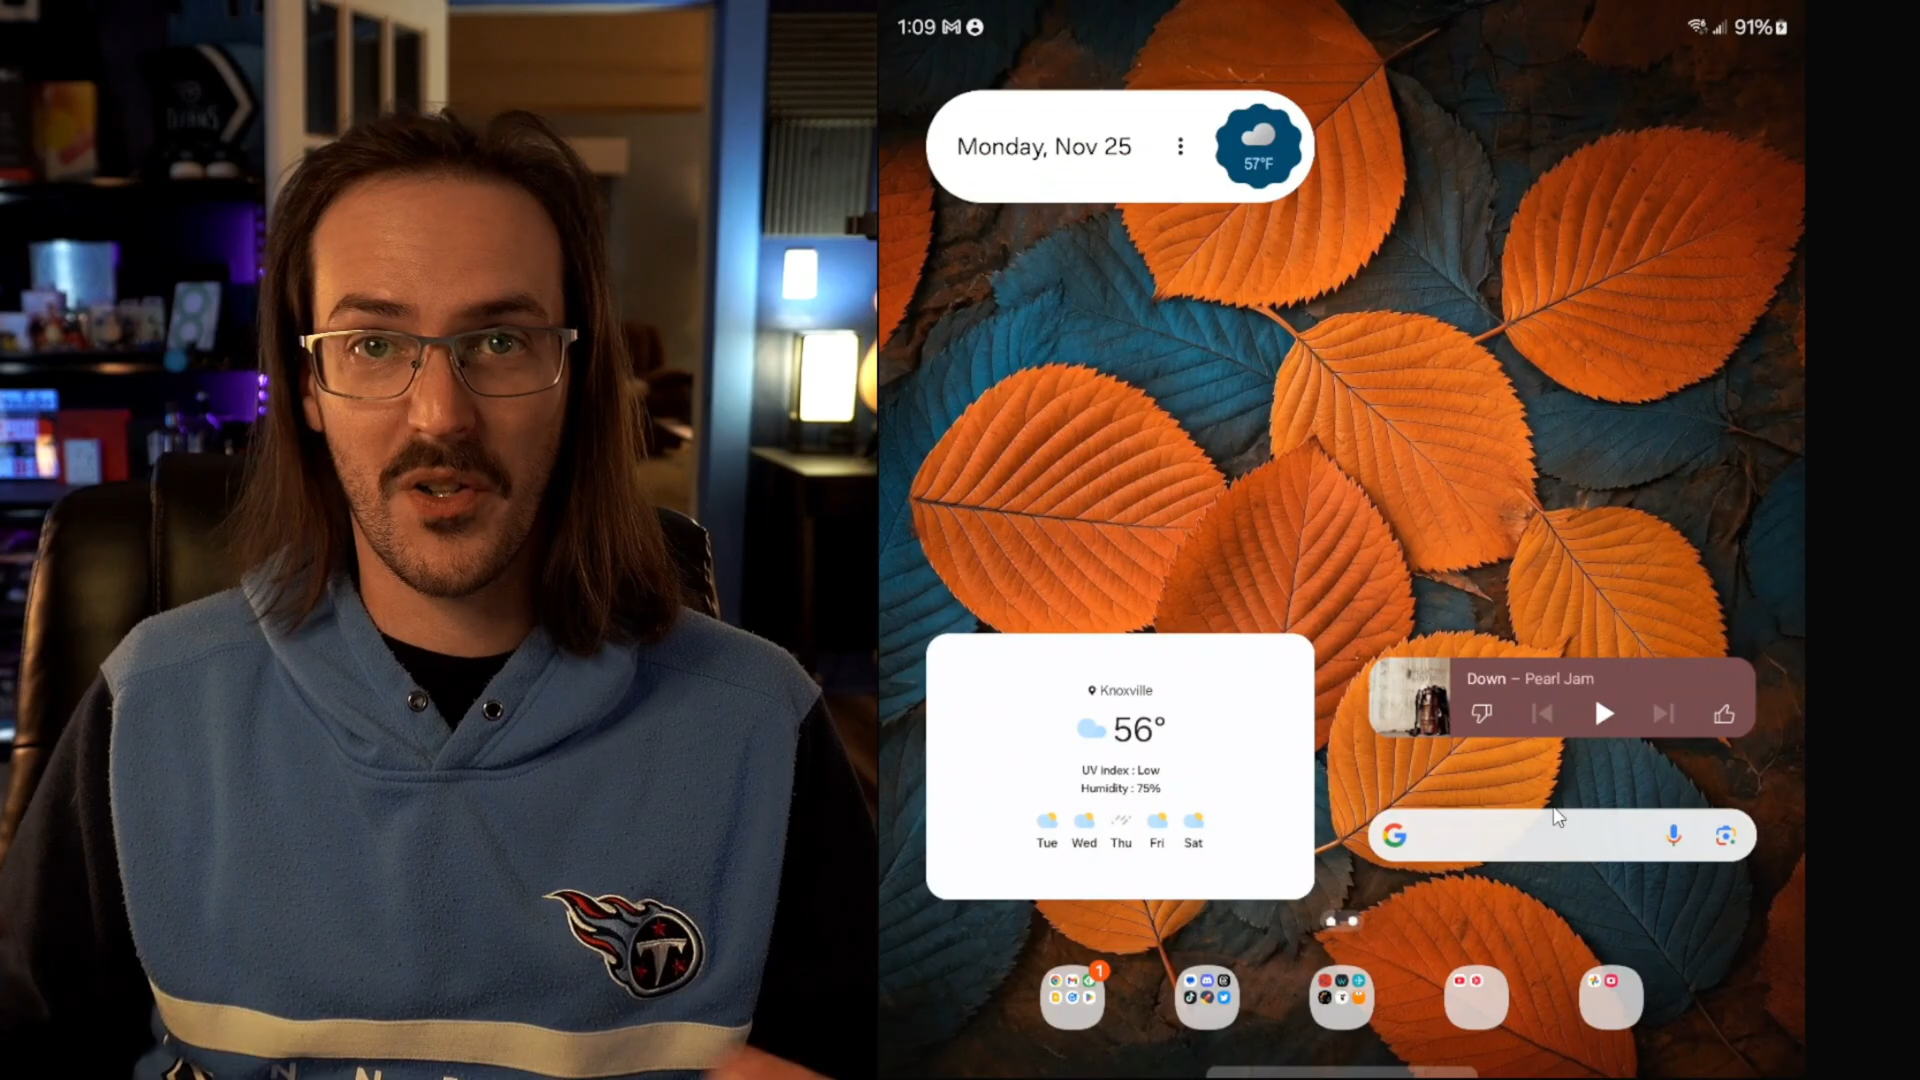 1:09
91%
Monday, Nov 25
57°F
Knoxville
56°
UV index : Low
Humidity : 75%
Tue Wed Thu Fri Sat
Down – Pearl Jam
1
TITANS
T
N N